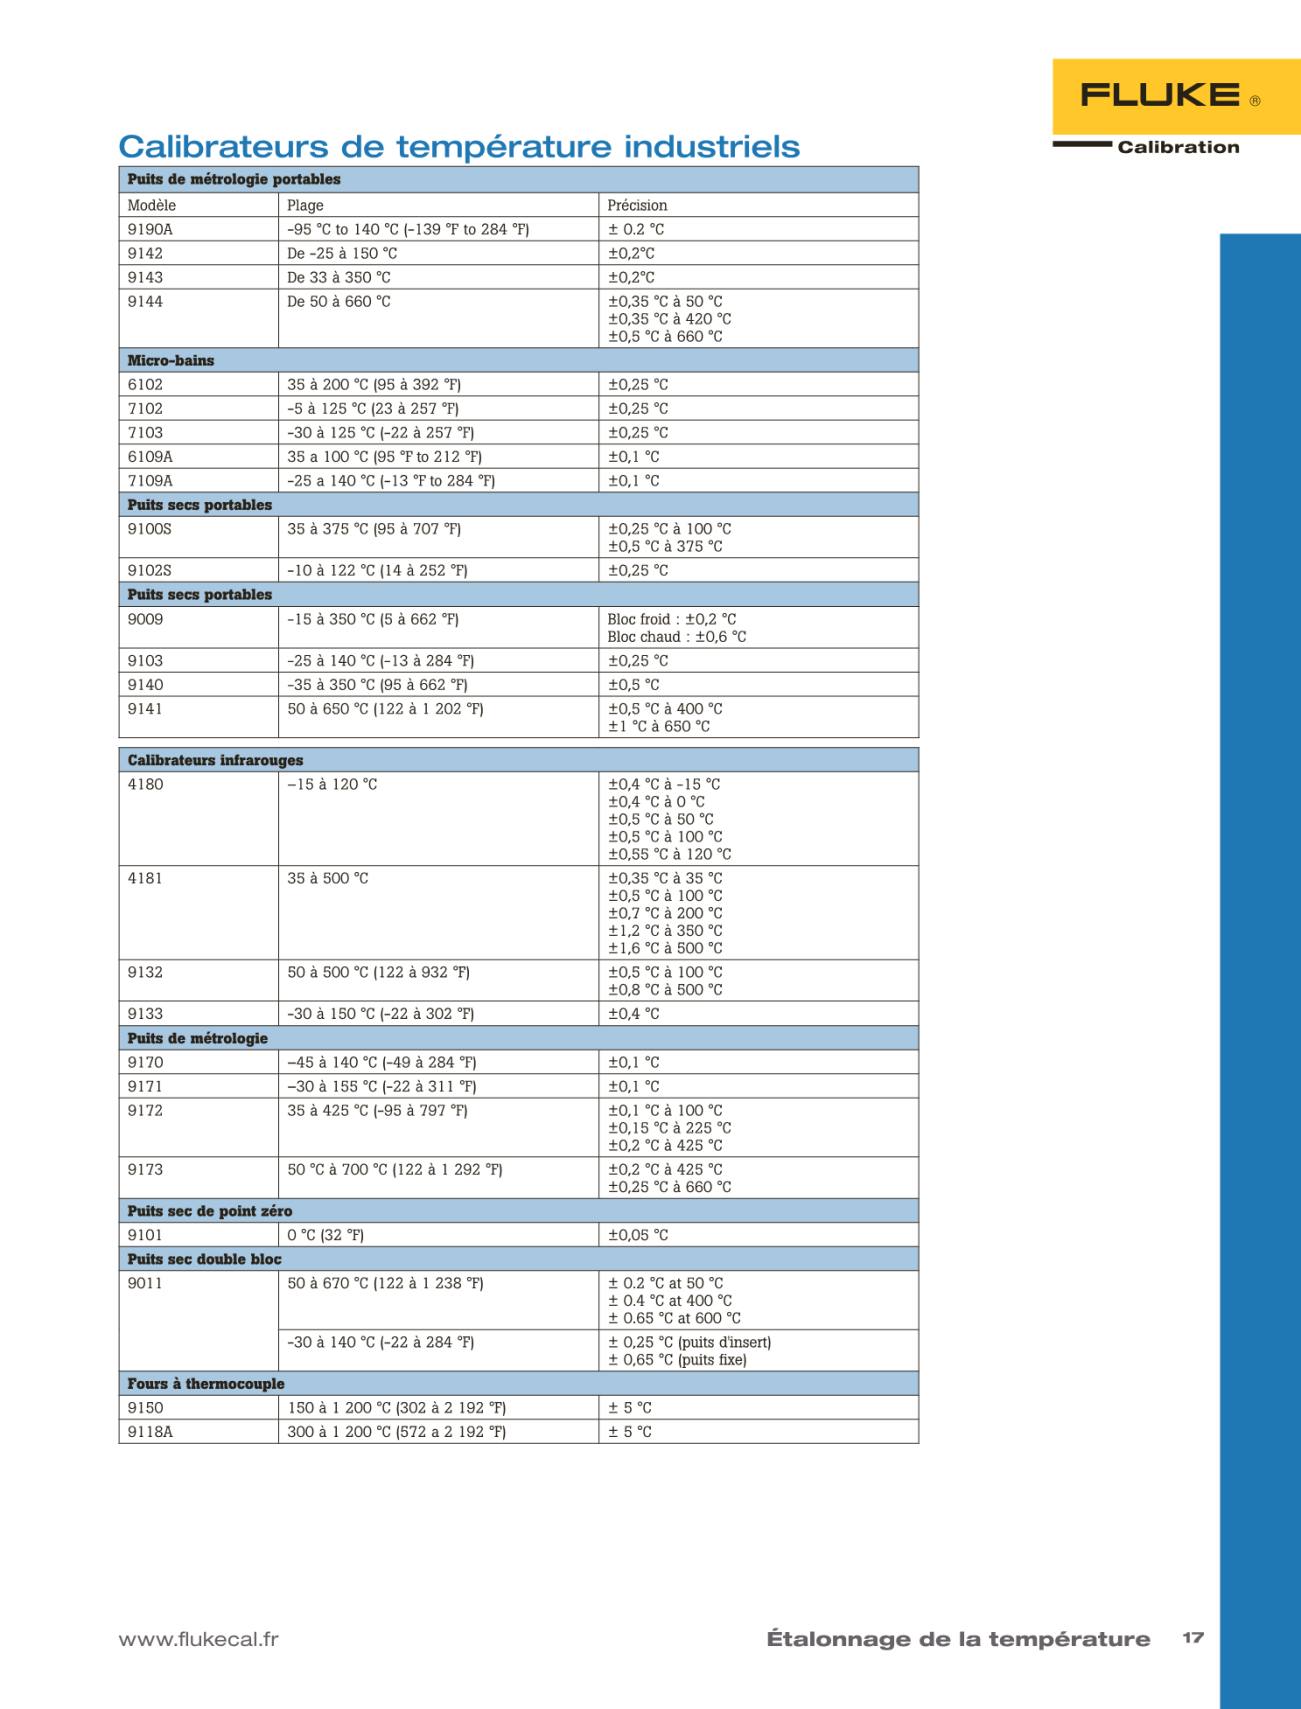 FLUKE ®
Calibration
Calibrateurs de température industriels
Puits de métrologie portables
Modèle Plage Précision
9190A -95 °C to 140 °C (-139 °F to 284 °F) ± 0.2 °C
9142 De -25 à 150 °C ±0,2°C
9143 De 33 à 350 °C ±0,2°C
9144 De 50 à 660 °C ±0,35 °C à 50 °C
±0,35 °C à 420 °C
±0,5 °C à 660 °C
Micro-bains
6102 35 à 200 °C (95 à 392 °F) ±0,25 °C
7102 -5 à 125 °C (23 à 257 °F) ±0,25 °C
7103 -30 à 125 °C (-22 à 257 °F) ±0,25 °C
6109A 35 a 100 °C (95 °F to 212 °F) ±0,1 °C
7109A -25 a 140 °C (-13 °F to 284 °F) ±0,1 °C
Puits secs portables
9100S 35 à 375 °C (95 à 707 °F) ±0,25 °C à 100 °C
±0,5 °C à 375 °C
9102S -10 à 122 °C (14 à 252 °F) ±0,25 °C
Puits secs portables
9009 -15 à 350 °C (5 à 662 °F) Bloc froid : ±0,2 °C
Bloc chaud : ±0,6 °C
9103 -25 à 140 °C (-13 à 284 °F) ±0,25 °C
9140 -35 à 350 °C (95 à 662 °F) ±0,5 °C
9141 50 à 650 °C (122 à 1 202 °F) ±0,5 °C à 400 °C
±1 °C à 650 °C
Calibrateurs infrarouges
4180 –15 à 120 °C ±0,4 °C à -15 °C
±0,4 °C à 0 °C
±0,5 °C à 50 °C
±0,5 °C à 100 °C
±0,55 °C à 120 °C
4181 35 à 500 °C ±0,35 °C à 35 °C
±0,5 °C à 100 °C
±0,7 °C à 200 °C
±1,2 °C à 350 °C
±1,6 °C à 500 °C
9132 50 à 500 °C (122 à 932 °F) ±0,5 °C à 100 °C
±0,8 °C à 500 °C
9133 -30 à 150 °C (-22 à 302 °F) ±0,4 °C
Puits de métrologie
9170 –45 à 140 °C (-49 à 284 °F) ±0,1 °C
9171 –30 à 155 °C (-22 à 311 °F) ±0,1 °C
9172 35 à 425 °C (-95 à 797 °F) ±0,1 °C à 100 °C
±0,15 °C à 225 °C
±0,2 °C à 425 °C
9173 50 °C à 700 °C (122 à 1 292 °F) ±0,2 °C à 425 °C
±0,25 °C à 660 °C
Puits sec de point zéro
9101 0 °C (32 °F) ±0,05 °C
Puits sec double bloc
9011 50 à 670 °C (122 à 1 238 °F) ± 0.2 °C at 50 °C
± 0.4 °C at 400 °C
± 0.65 °C at 600 °C
-30 à 140 °C (-22 à 284 °F) ± 0,25 °C (puits d'insert)
± 0,65 °C (puits fixe)
Fours à thermocouple
9150 150 à 1 200 °C (302 à 2 192 °F) ± 5 °C
9118A 300 à 1 200 °C (572 a 2 192 °F) ± 5 °C
www.flukecal.fr Étalonnage de la température 17